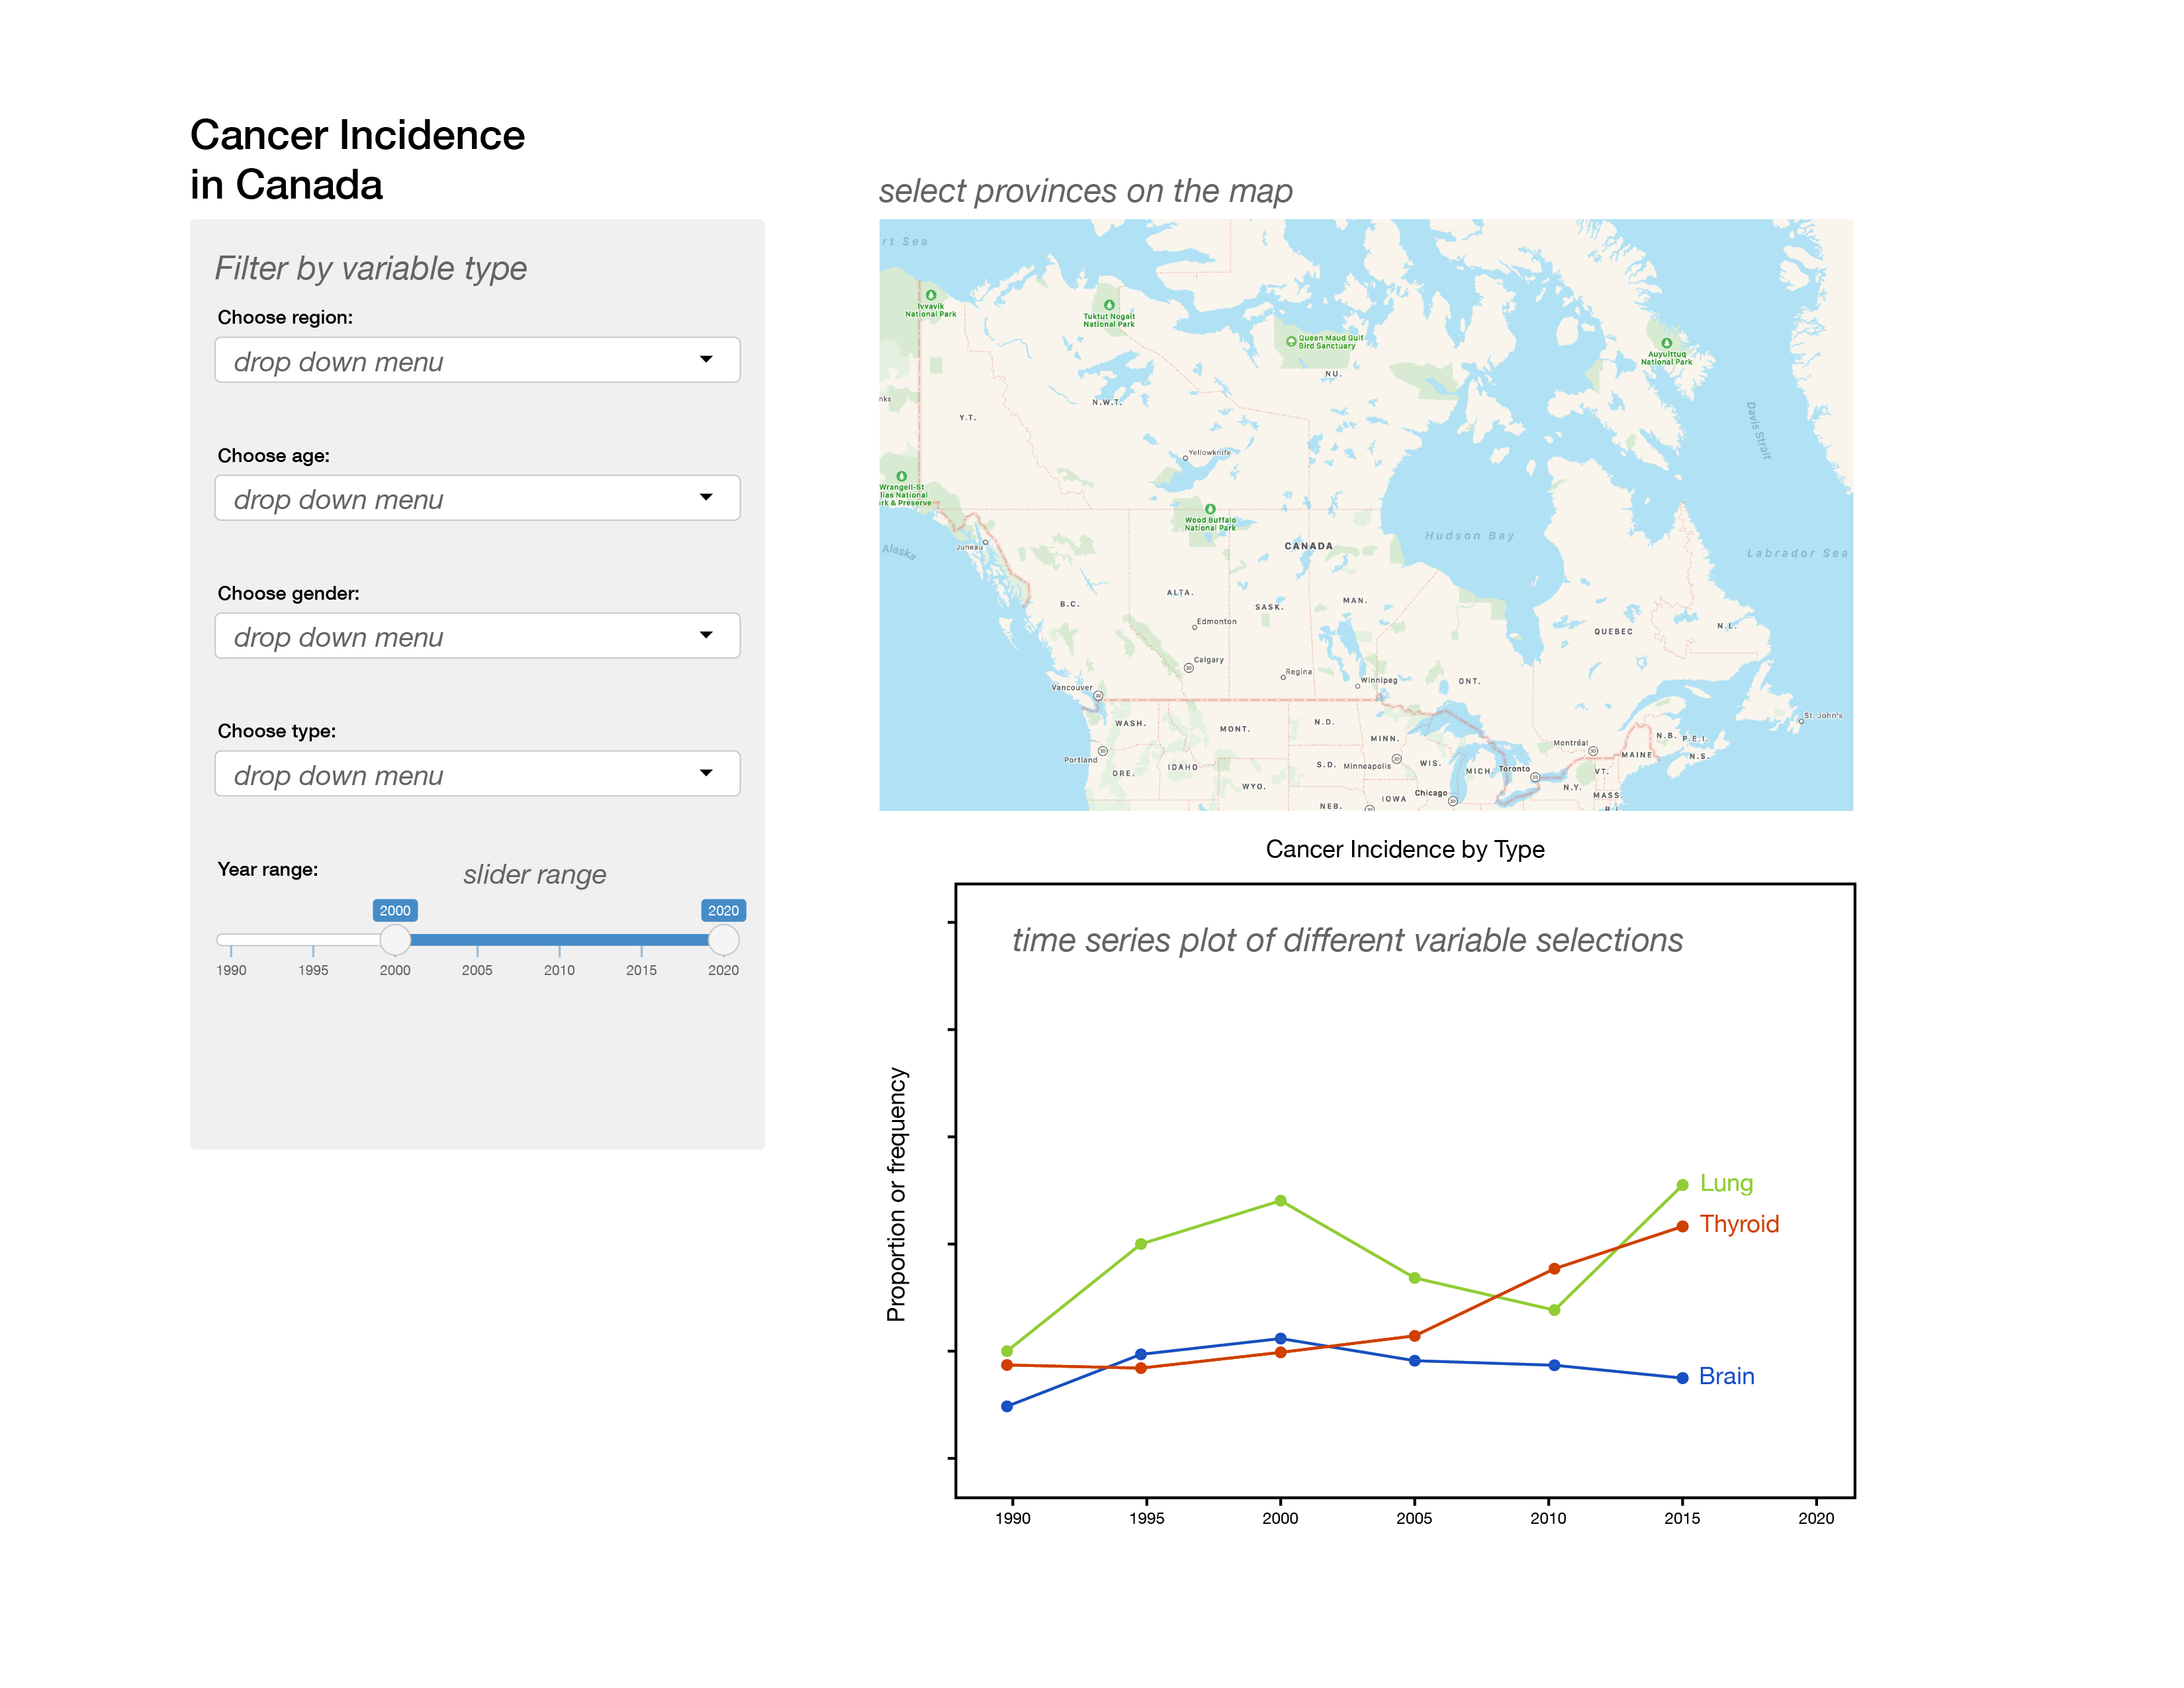 Cancer Incidence
in Canada
Filter by variable type
Choose region:
drop down menu
Choose age:
drop down menu
Choose gender:
drop down menu
Choose type:
drop down menu
Year range:
slider range
2000
2020
1990
1995
2000
2005
2010
2015
2020
select provinces on the map
rt Sea
Ivvavik
National Park
Tuktut Nogait
National Park
Queen Maud Gulf
Bird Sanctuary
Auyuittuq
National Park
NU.
nks
N.W.T.
Y.T.
Davis Strait
Yellowknife
Wrangell-St
lias National
rk & Preserve
Wood Buffalo
National Park
Alaska
Juneau
CANADA
Hudson Bay
Labrador Sea
B.C.
ALTA.
SASK.
MAN.
Edmonton
QUEBEC
N.L.
Calgary
Regina
Winnipeg
ONT.
Vancouver
WASH.
MONT.
N.D.
MINN.
Montréal
N.B.
P.E.I.
St. John's
Portland
ORE.
IDAHO
S.D.
Minneapolis
WIS.
MICH.
Toronto
VT.
MAINE
N.S.
WYO.
NEB.
IOWA
Chicago
N.Y.
MASS.
R.I.
Cancer Incidence by Type
time series plot of different variable selections
Proportion or frequency
Lung
Thyroid
Brain
1990
1995
2000
2005
2010
2015
2020